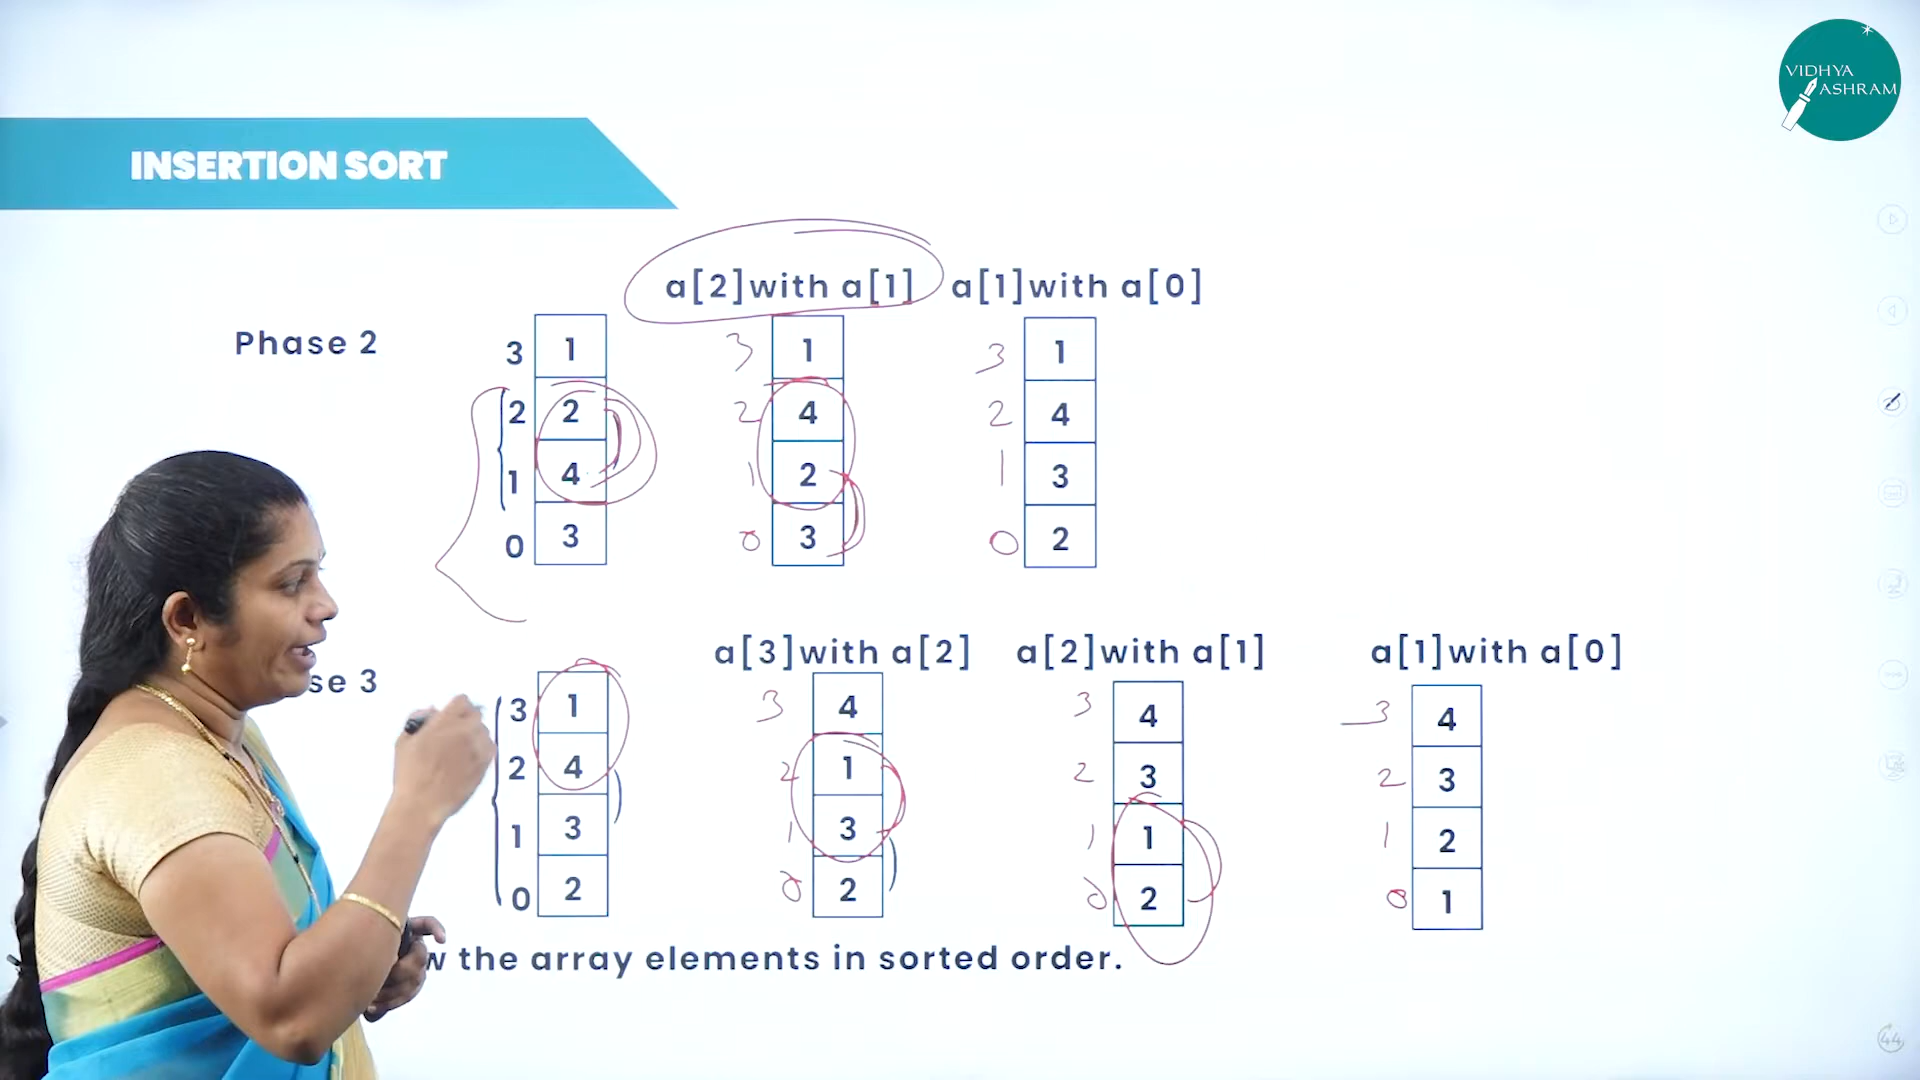 VIDHYA
ASHRAM
INSERTION SORT
a[2]with a[1] a[1]with a[0]
Phase 2
3 1 3 1 3 1
2 2 2 4 2 4
1 4 1 2 1 3
0 3 0 3 0 2
a[3]with a[2] a[2]with a[1] a[1]with a[0]
se 3
3 1 3 4 3 4 3 4
2 4 2 1 2 3 2 3
1 3 1 3 1 1 1 2
0 2 0 2 0 2 0 1
w the array elements in sorted order.
44